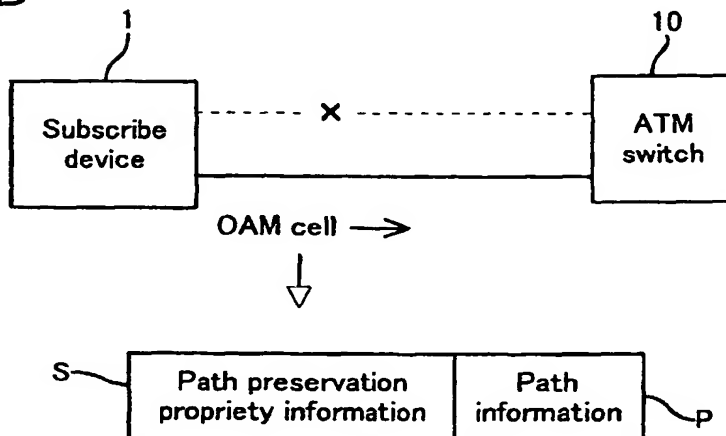 1
10
Subscribe
device
×
ATM
switch
OAM cell
S
Path preservation
propriety information
Path
information
P